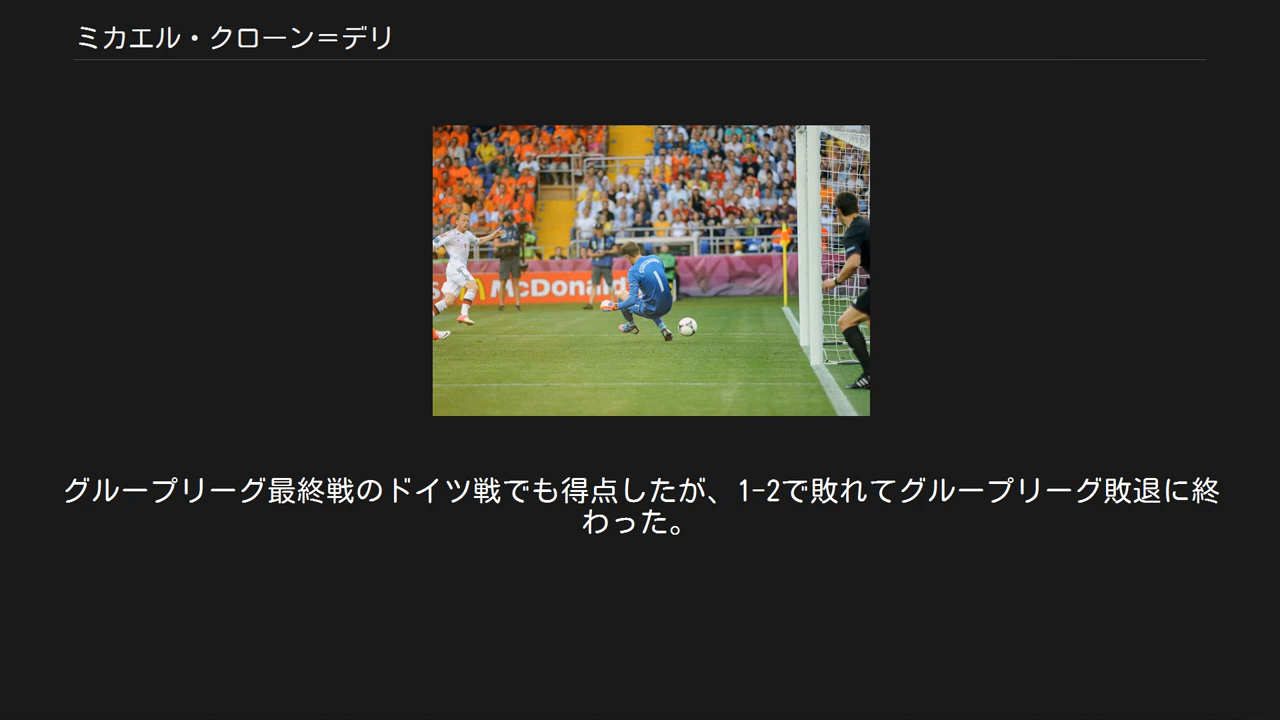 ミカエル・クローン＝デリ
McDonald
1
グループリーグ最終戦のドイツ戦でも得点したが、1-2で敗れてグループリーグ敗退に終
わった。